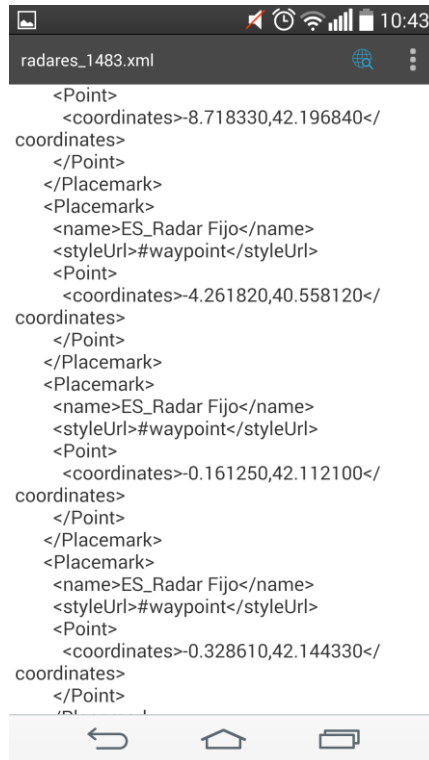 10:43
radares_1483.xml
<Point>
<coordinates>-8.718330,42.196840</
coordinates>
</Point>
</Placemark>
<Placemark>
<name>ES_Radar Fijo</name>
<styleUrl>#waypoint</styleUrl>
<Point>
<coordinates>-4.261820,40.558120</
coordinates>
</Point>
</Placemark>
<Placemark>
<name>ES_Radar Fijo</name>
<styleUrl>#waypoint</styleUrl>
<Point>
<coordinates>-0.161250,42.112100</
coordinates>
</Point>
</Placemark>
<Placemark>
<name>ES_Radar Fijo</name>
<styleUrl>#waypoint</styleUrl>
<Point>
<coordinates>-0.328610,42.144330</
coordinates>
</Point>